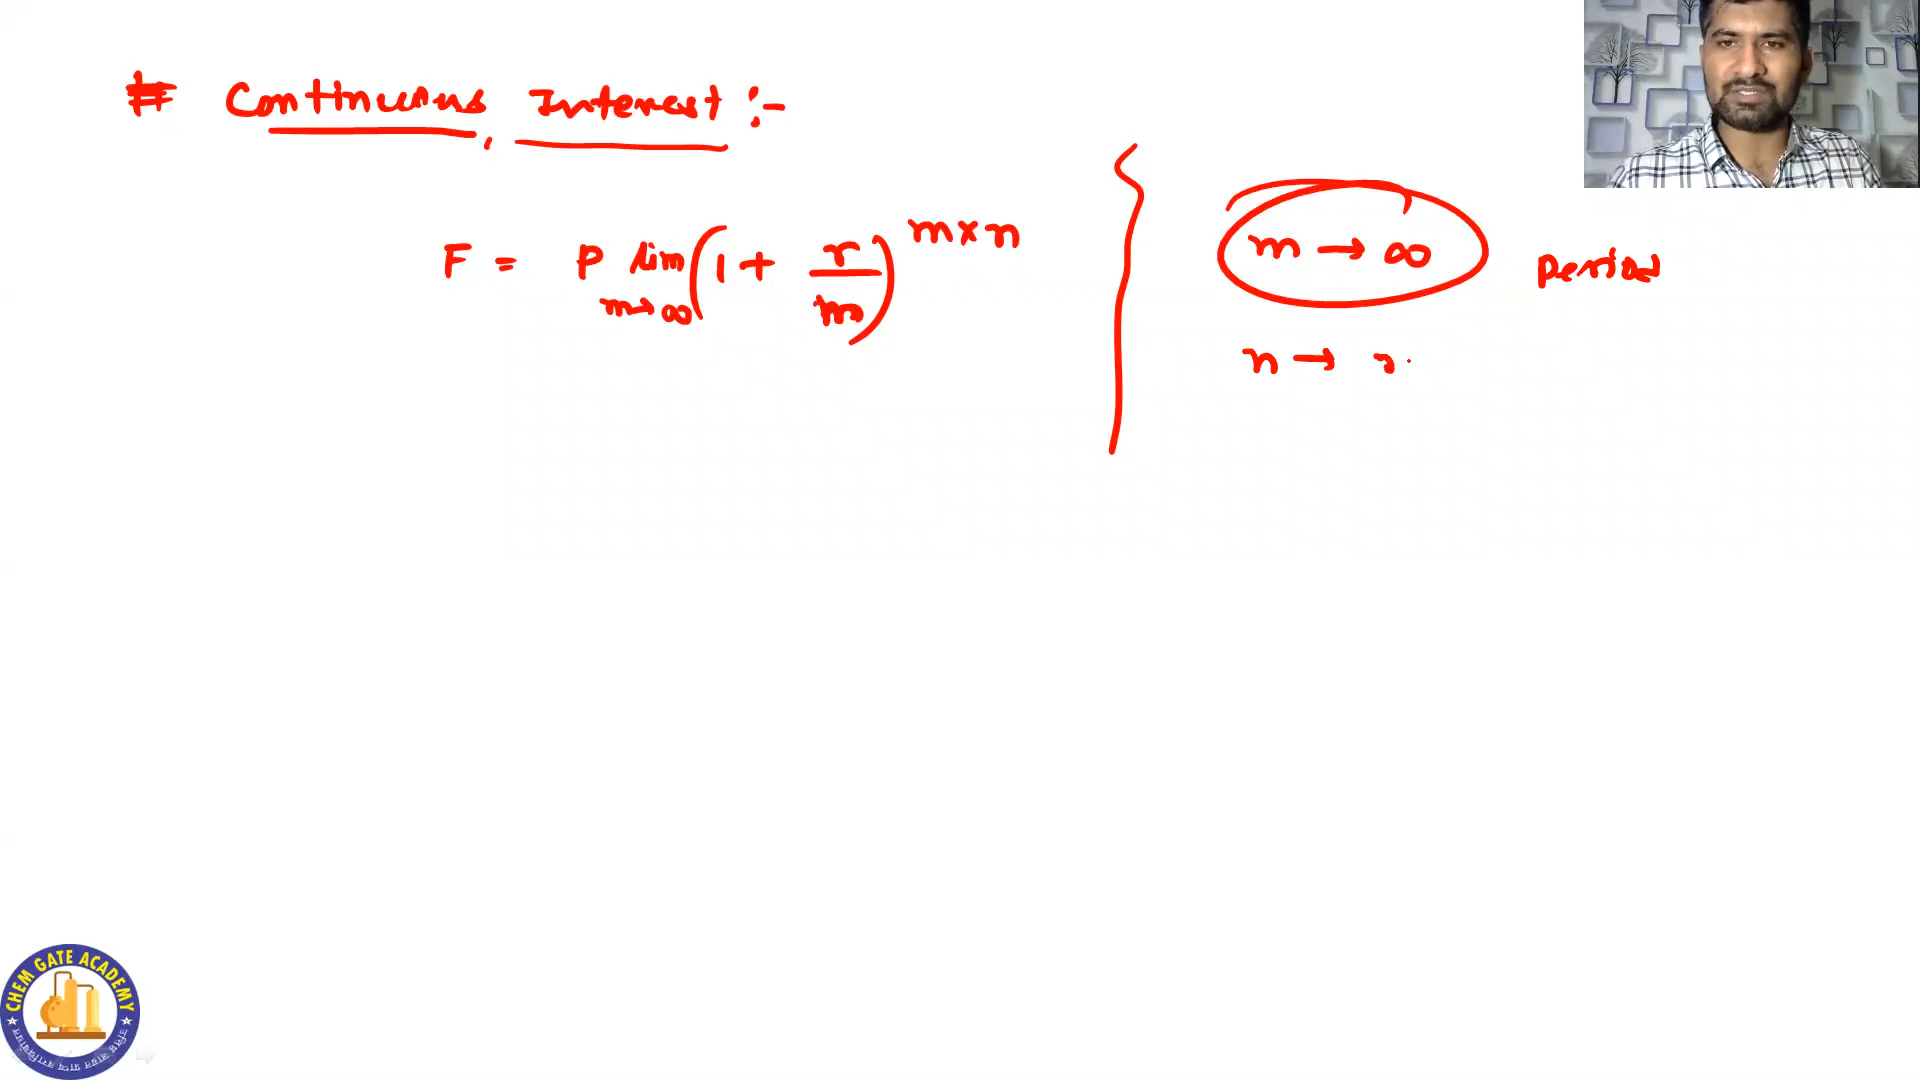 # Continuous Interest :-
F = P lim m→∞ (1 + r/m)^m×n
m → ∞ period
n →
CHEM GATE ACADEMY